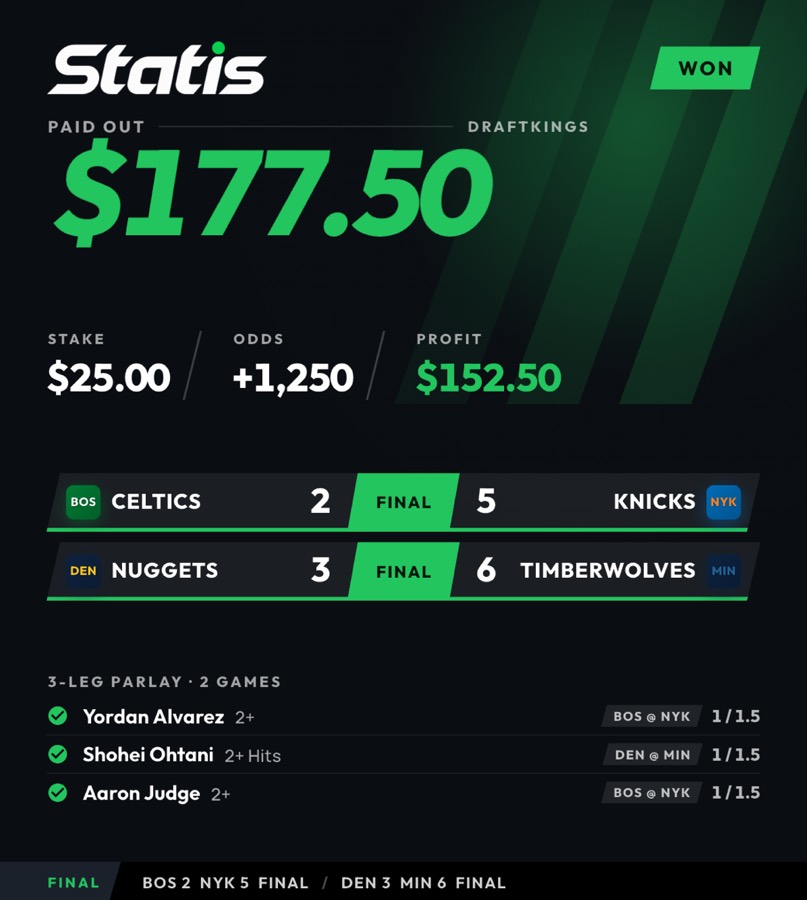 Statis
WON
PAID OUT DRAFTKINGS
$177.50
STAKE ODDS PROFIT
$25.00 +1,250 $152.50
BOS CELTICS 2 FINAL 5 KNICKS NYK
DEN NUGGETS 3 FINAL 6 TIMBERWOLVES MIN
3-LEG PARLAY · 2 GAMES
Yordan Alvarez 2+ BOS @ NYK 1 / 1.5
Shohei Ohtani 2+ Hits DEN @ MIN 1 / 1.5
Aaron Judge 2+ BOS @ NYK 1 / 1.5
FINAL BOS 2 NYK 5 FINAL / DEN 3 MIN 6 FINAL